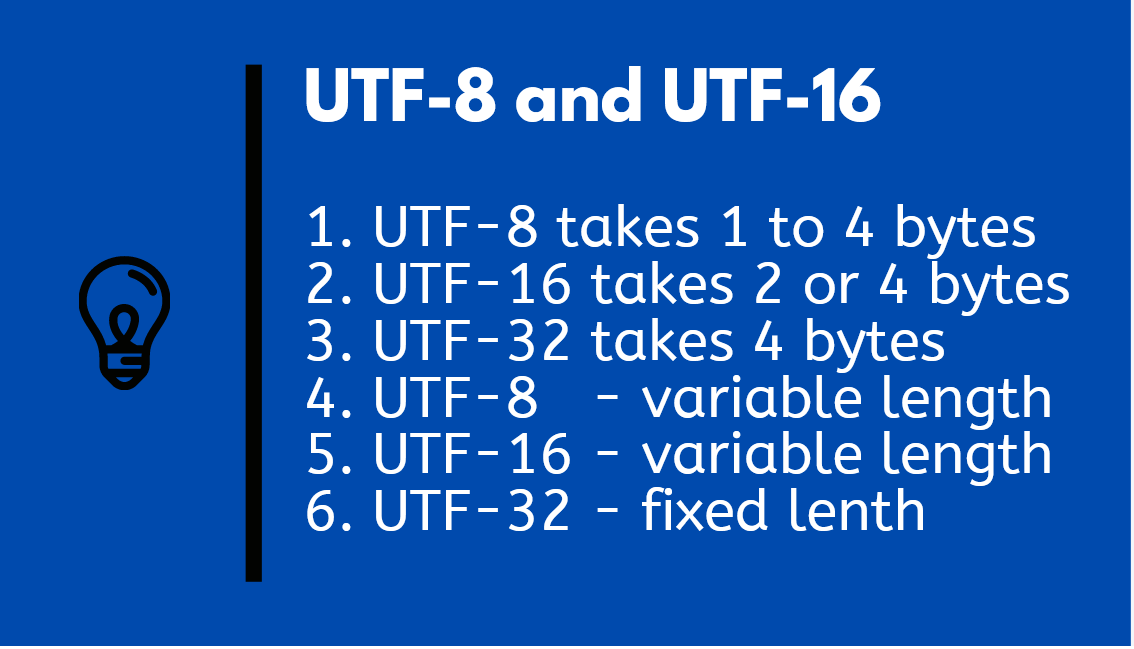 UTF-8 and UTF-16
1. UTF-8 takes 1 to 4 bytes
2. UTF-16 takes 2 or 4 bytes
3. UTF-32 takes 4 bytes
4. UTF-8 - variable length
5. UTF-16 - variable length
6. UTF-32 - fixed lenth